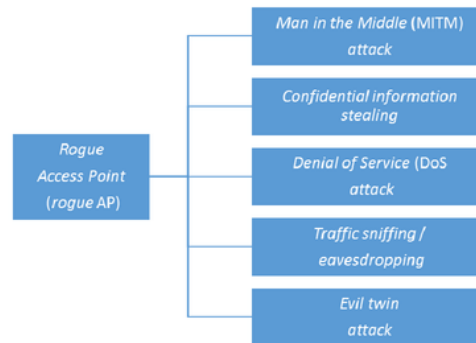 Man in the Middle (MITM)
attack
Confidential information
stealing
Rogue
Access Point
(rogue AP)
Denial of Service (DoS
attack
Traffic sniffing /
eavesdropping
Evil twin
attack